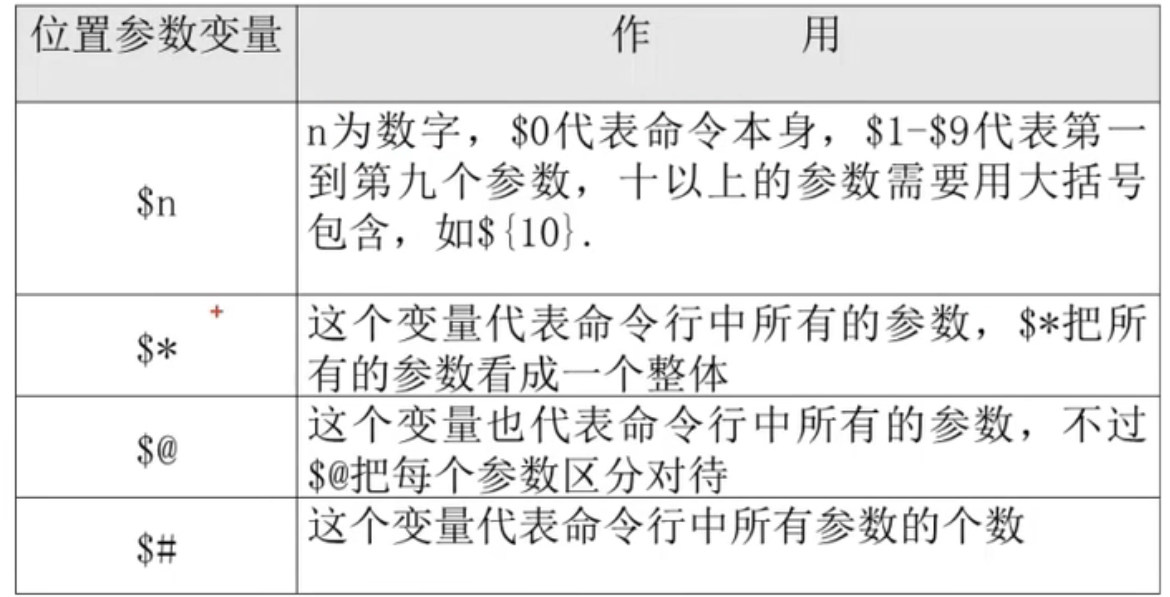 位置参数变量
作 用
$n
n为数字，$0代表命令本身，$1-$9代表第一
到第九个参数，十以上的参数需要用大括号
包含，如${10}.
$*
这个变量代表命令行中所有的参数，$*把所
有的参数看成一个整体
$@
这个变量也代表命令行中所有的参数，不过
$@把每个参数区分对待
$#
这个变量代表命令行中所有参数的个数